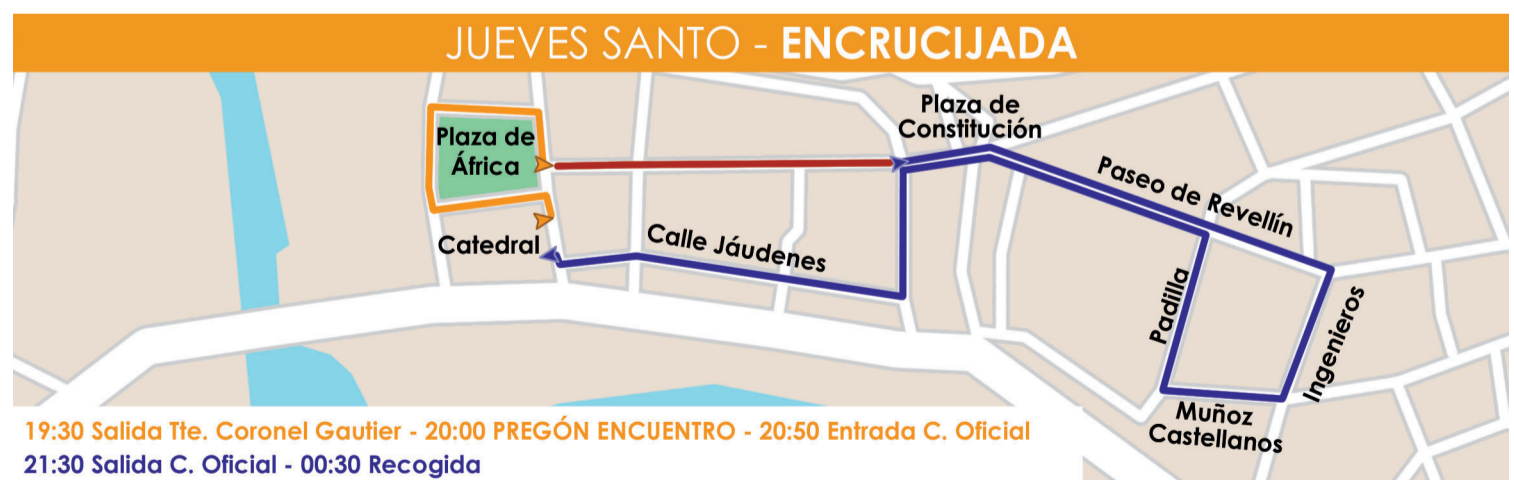 JUEVES SANTO - ENCRUCIJADA
Plaza de
Constitución
Plaza de
África
Paseo de Revellín
Catedral
Calle Jáudenes
Padilla
Ingenieros
Muñoz
Castellanos
19:30 Salida Tte. Coronel Gautier - 20:00 PREGÓN ENCUENTRO - 20:50 Entrada C. Oficial
21:30 Salida C. Oficial - 00:30 Recogida